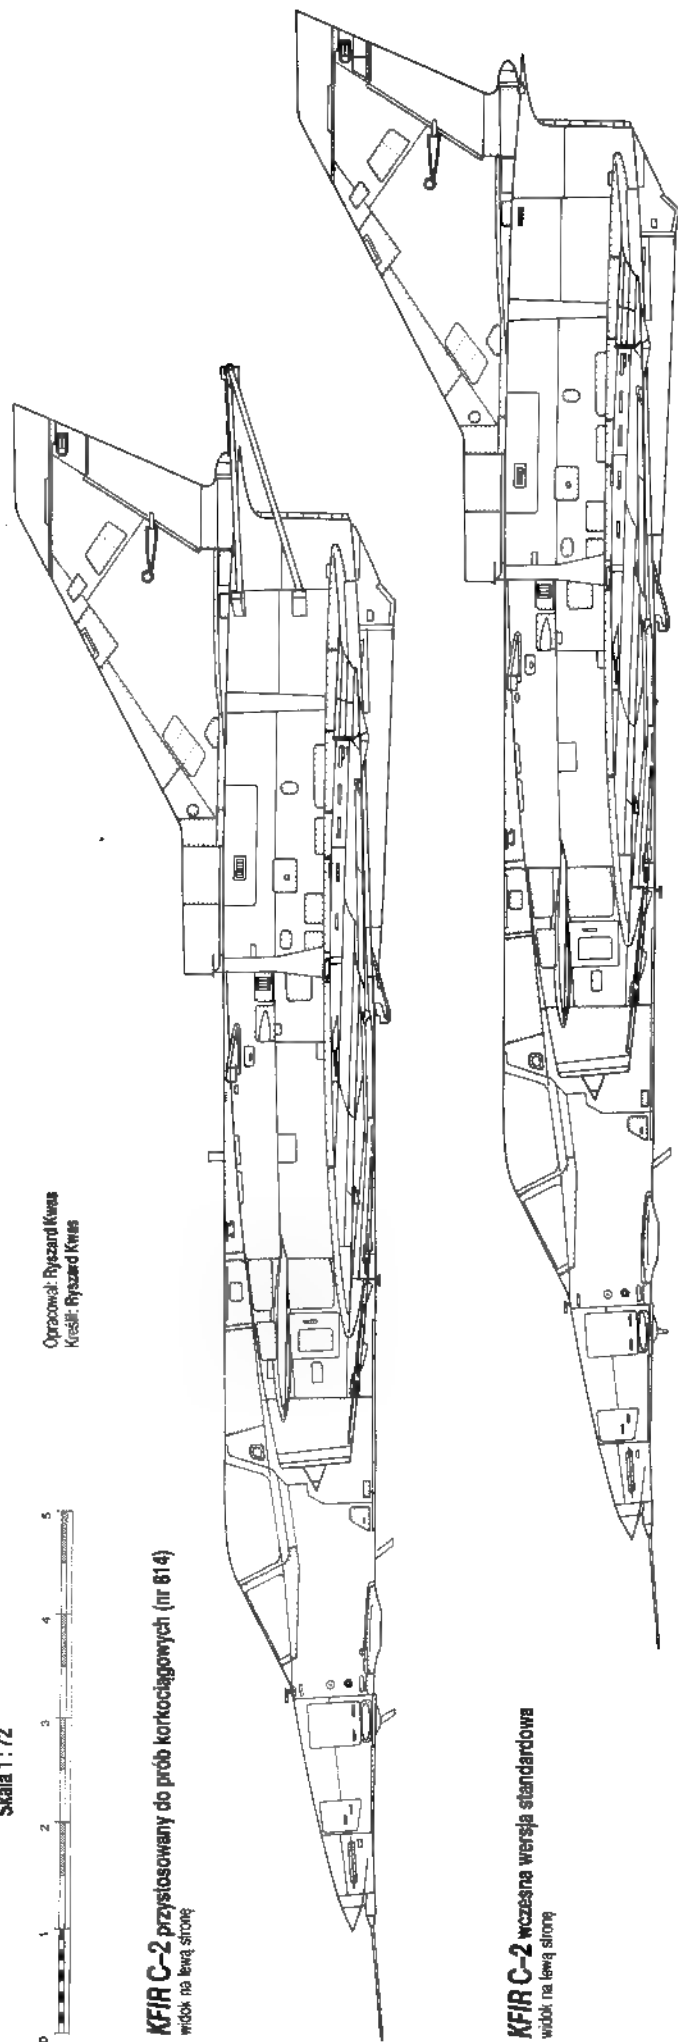 Skala 1 : 72
0 1 2 3 4 5
Opracował: Ryszard Kwas
Kreślił: Ryszard Kwas
KFIR C-2 przystosowany do prób korkociągowych (nr 614)
widok na lewą stronę
KFIR C-2 wczesna wersja standardowa
widok na lewą stronę